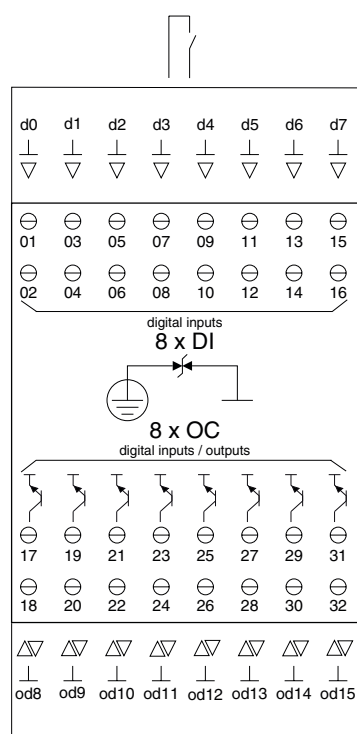 d0 d1 d2 d3 d4 d5 d6 d7
01 03 05 07 09 11 13 15
02 04 06 08 10 12 14 16
digital inputs
8 x DI
8 x OC
digital inputs / outputs
17 19 21 23 25 27 29 31
18 20 22 24 26 28 30 32
od8 od9 od10 od11 od12 od13 od14 od15